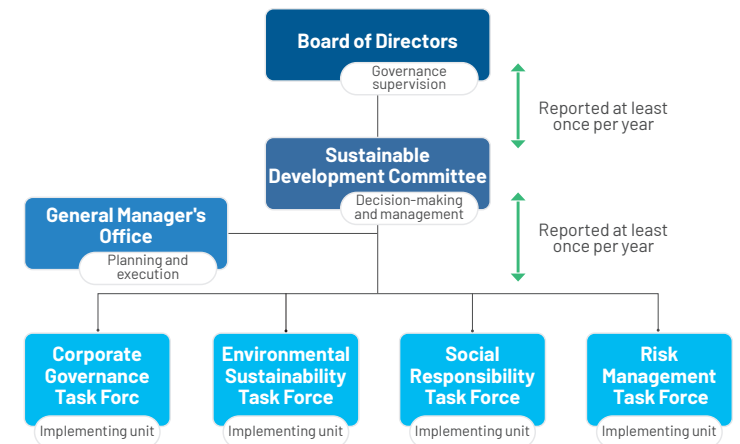 Board of Directors
Governance
supervision
Reported at least
once per year
Sustainable
Development Committee
Decision-making
and management
General Manager's
Office
Planning and
execution
Reported at least
once per year
Corporate
Governance
Task Forc
Implementing unit
Environmental
Sustainability
Task Force
Implementing unit
Social
Responsibility
Task Force
Implementing unit
Risk
Management
Task Force
Implementing unit